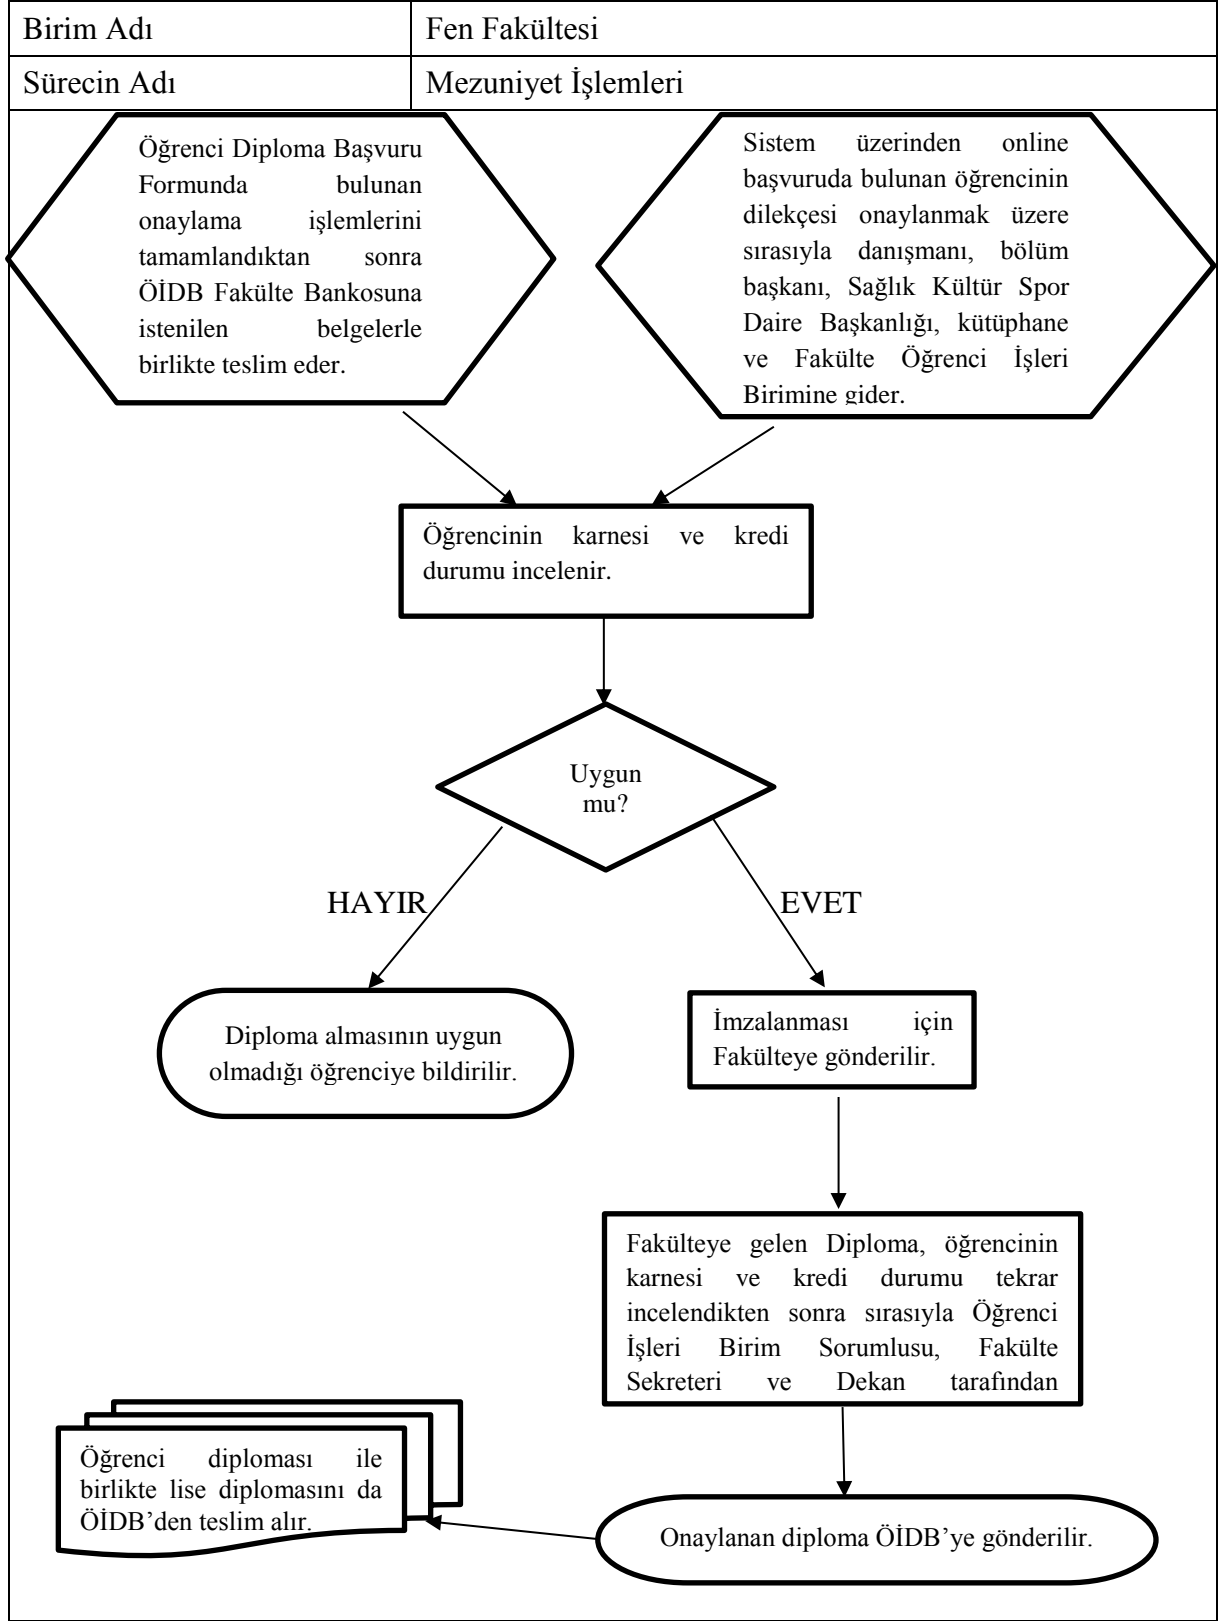 Birim Adı
Fen Fakültesi
Sürecin Adı
Mezuniyet İşlemleri
Öğrenci Diploma Başvuru
Formunda bulunan
onaylama işlemlerini
tamamlandıktan sonra
ÖİDB Fakülte Bankosuna
istenilen belgelerle
birlikte teslim eder.
Sistem üzerinden online
başvuruda bulunan öğrencinin
dilekçesi onaylanmak üzere
sırasıyla danışmanı, bölüm
başkanı, Sağlık Kültür Spor
Daire Başkanlığı, kütüphane
ve Fakülte Öğrenci İşleri
Birimine gider.
Öğrencinin karnesi ve kredi
durumu incelenir.
Uygun
mu?
HAYIR
EVET
Diploma almasının uygun
olmadığı öğrenciye bildirilir.
İmzalanması için
Fakülteye gönderilir.
Fakülteye gelen Diploma, öğrencinin
karnesi ve kredi durumu tekrar
incelendikten sonra sırasıyla Öğrenci
İşleri Birim Sorumlusu, Fakülte
Sekreteri ve Dekan tarafından
Öğrenci diploması ile
birlikte lise diplomasını da
ÖİDB’den teslim alır.
Onaylanan diploma ÖİDB’ye gönderilir.